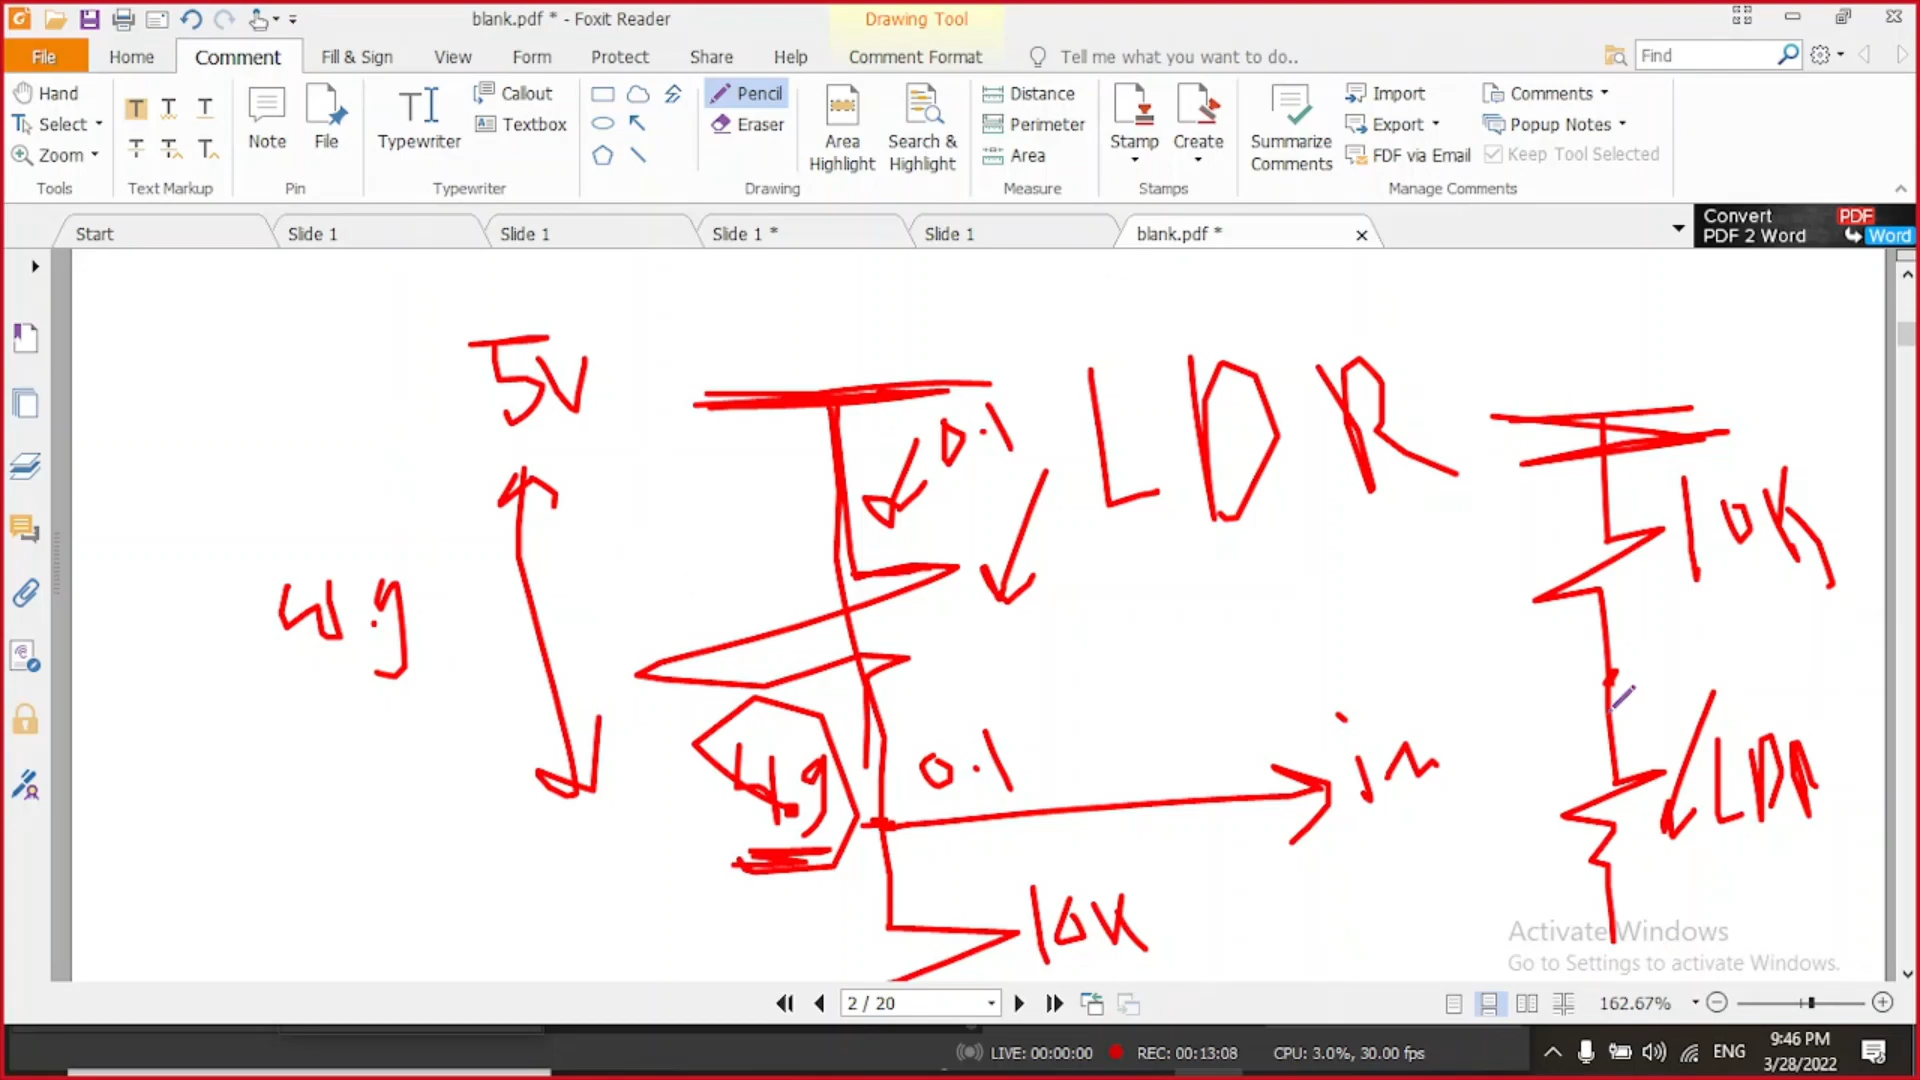 blank.pdf * - Foxit Reader
Drawing Tool
File Home Comment Fill & Sign View Form Protect Share Help Comment Format Tell me what you want to do.. Find
Hand
Select
Zoom
Tools
Text Markup
Note
File
Pin
Typewriter
Callout
Textbox
Typewriter
Pencil
Eraser
Area Highlight
Search & Highlight
Drawing
Distance
Perimeter
Area
Measure
Stamp
Create
Stamps
Summarize Comments
Import
Export
FDF via Email
Comments
Popup Notes
Keep Tool Selected
Manage Comments
Start
Slide 1
Slide 1
Slide 1 *
Slide 1
blank.pdf *
Convert PDF
PDF 2 Word Word
5V
0.1
LDR
10K
4.9
4.9
0.1
in
LDR
10K
Activate Windows
Go to Settings to activate Windows.
2 / 20
162.67%
LIVE: 00:00:00
REC: 00:13:08
CPU: 3.0%, 30.00 fps
ENG
9:46 PM
3/28/2022